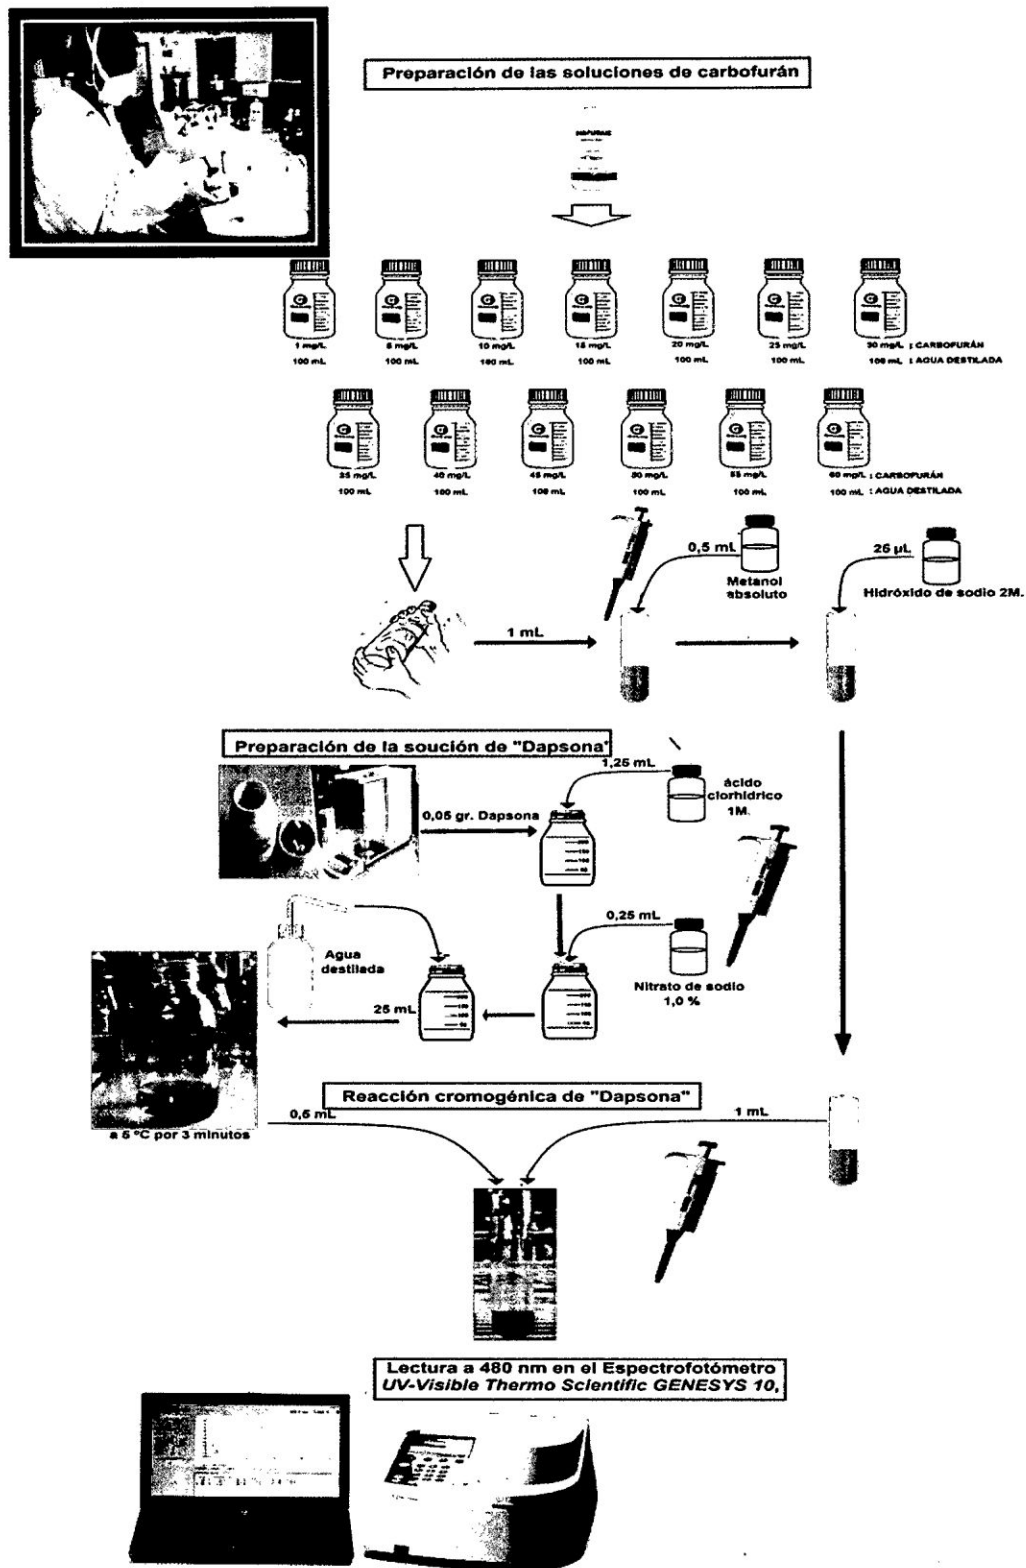 Preparación de las soluciones de carbofurán
1 mg/L 5 mg/L 10 mg/L 15 mg/L 20 mg/L 25 mg/L 30 mg/L : CARBOFURÁN
100 mL 100 mL 100 mL 100 mL 100 mL 100 mL 100 mL : AGUA DESTILADA
35 mg/L 40 mg/L 45 mg/L 50 mg/L 55 mg/L 60 mg/L : CARBOFURÁN
100 mL 100 mL 100 mL 100 mL 100 mL 100 mL : AGUA DESTILADA
0,5 mL
Metanol
absoluto
25 µL
Hidróxido de sodio 2M.
1 mL
Preparación de la soución de "Dapsona"
1,25 mL
ácido
clorhídrico
1M.
0,05 gr. Dapsona
0,25 mL
Agua
destilada
Nitrato de sodio
1,0 %
25 mL
Reacción cromogénica de "Dapsona"
0,5 mL
1 mL
a 5 ºC por 3 minutos
Lectura a 480 nm en el Espectrofotómetro
UV-Visible Thermo Scientific GENESYS 10,